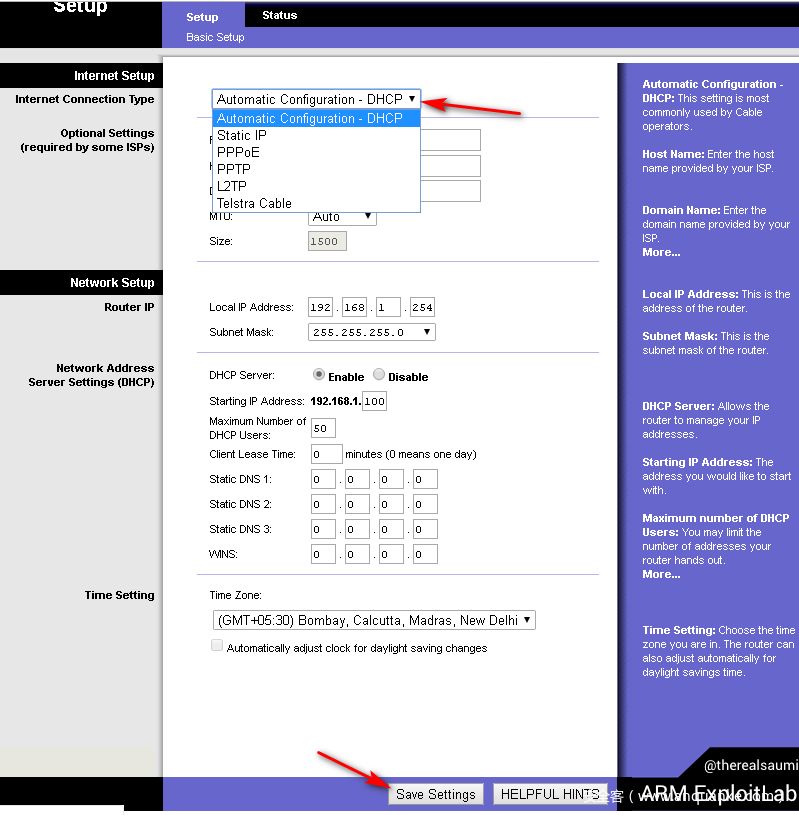 Setup
Setup
Status
Basic Setup
Internet Setup
Internet Connection Type
Automatic Configuration - DHCP
Automatic Configuration - DHCP
Static IP
PPPoE
PPTP
L2TP
Telstra Cable
Optional Settings
(required by some ISPs)
MTU: Auto
Size: 1500
Network Setup
Router IP
Local IP Address: 192 . 168 . 1 . 254
Subnet Mask: 255.255.255.0
Network Address
Server Settings (DHCP)
DHCP Server: Enable Disable
Starting IP Address: 192.168.1. 100
Maximum Number of
DHCP Users: 50
Client Lease Time: 0 minutes (0 means one day)
Static DNS 1: 0 . 0 . 0 . 0
Static DNS 2: 0 . 0 . 0 . 0
Static DNS 3: 0 . 0 . 0 . 0
WINS: 0 . 0 . 0 . 0
Time Setting
Time Zone:
(GMT+05:30) Bombay, Calcutta, Madras, New Delhi
Automatically adjust clock for daylight saving changes
Automatic Configuration -
DHCP: This setting is most
commonly used by Cable
operators.
Host Name: Enter the host
name provided by your ISP.
Domain Name: Enter the
domain name provided by your
ISP.
More...
Local IP Address: This is the
address of the router.
Subnet Mask: This is the
subnet mask of the router.
DHCP Server: Allows the
router to manage your IP
addresses.
Starting IP Address: The
address you would like to start
with.
Maximum number of DHCP
Users: You may limit the
number of addresses your
router hands out.
More...
Time Setting: Choose the time
zone you are in. The router can
also adjust automatically for
daylight savings time.
@therealsaumi
Save Settings
HELPFUL HINTS
ARM ExploitLab